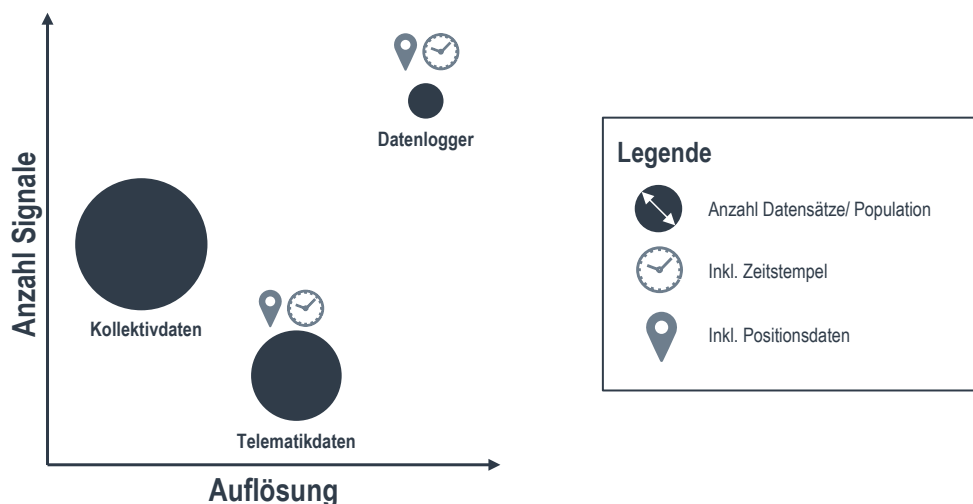 Anzahl Signale
Datenlogger
Kollektivdaten
Telematikdaten
Auflösung
Legende
Anzahl Datensätze/ Population
Inkl. Zeitstempel
Inkl. Positionsdaten